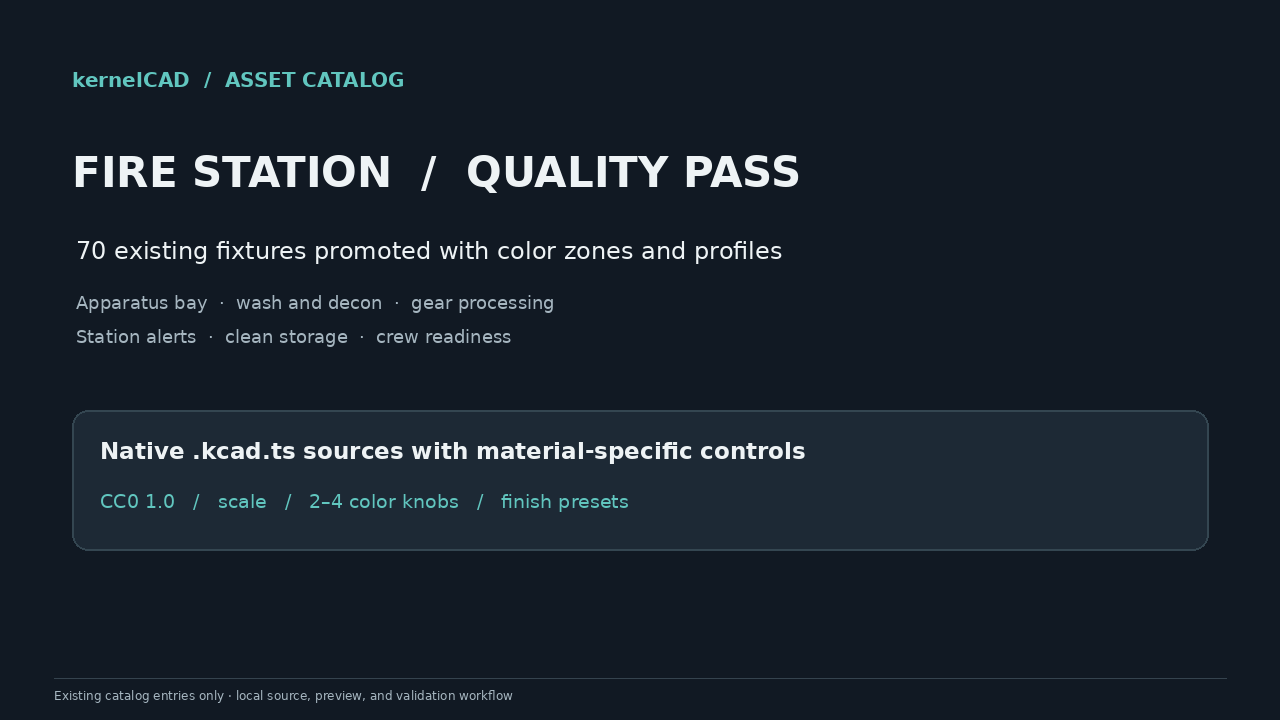 kernelCAD / ASSET CATALOG
FIRE STATION / QUALITY PASS
70 existing fixtures promoted with color zones and profiles
Apparatus bay · wash and decon · gear processing
Station alerts · clean storage · crew readiness
Native .kcad.ts sources with material-specific controls
CC0 1.0 / scale / 2–4 color knobs / finish presets
Existing catalog entries only · local source, preview, and validation workflow